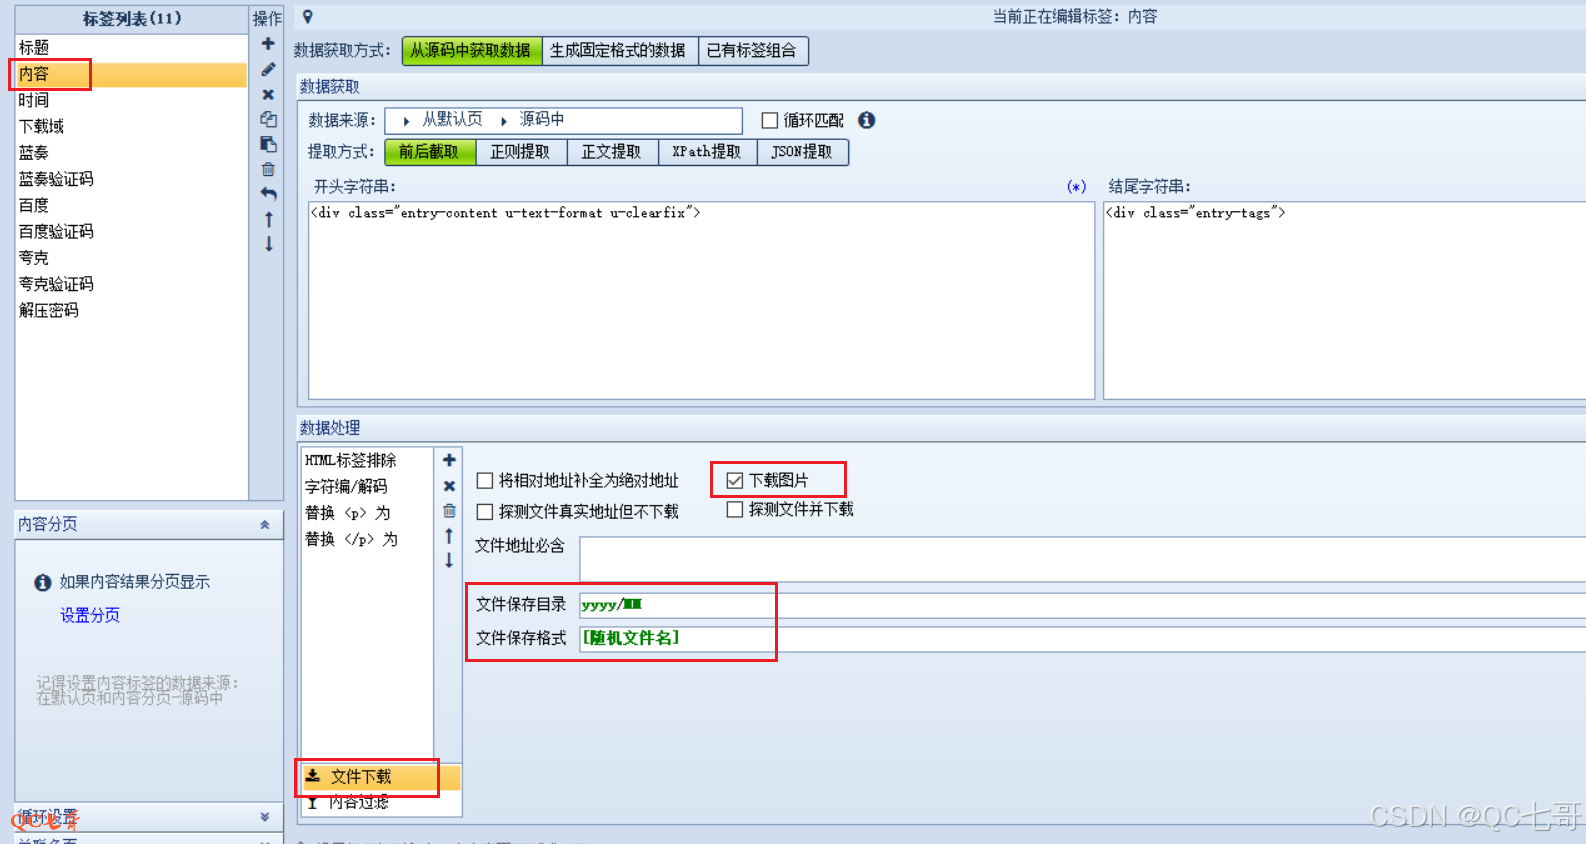 标签列表(11)
操作
标题
内容
时间
下载域
蓝奏
蓝奏验证码
百度
百度验证码
夸克
夸克验证码
解压密码
内容分页
如果内容结果分页显示
设置分页
记得设置内容标签的数据来源:
在默认页和内容分页-源码中
循环设置
QC七哥
当前正在编辑标签: 内容
数据获取方式: 从源码中获取数据 生成固定格式的数据 已有标签组合
数据获取
数据来源: 从默认页 源码中 循环匹配
提取方式: 前后截取 正则提取 正文提取 XPath提取 JSON提取
开头字符串: (*) 结尾字符串:
<div class="entry-content u-text-format u-clearfix"> <div class="entry-tags">
数据处理
HTML标签排除
字符编/解码
替换 <p> 为
替换 </p> 为
文件下载
内容过滤
将相对地址补全为绝对地址 下载图片
探测文件真实地址但不下载 探测文件并下载
文件地址必含
文件保存目录 yyyy/MM
文件保存格式 [随机文件名]
CSDN @QC七哥